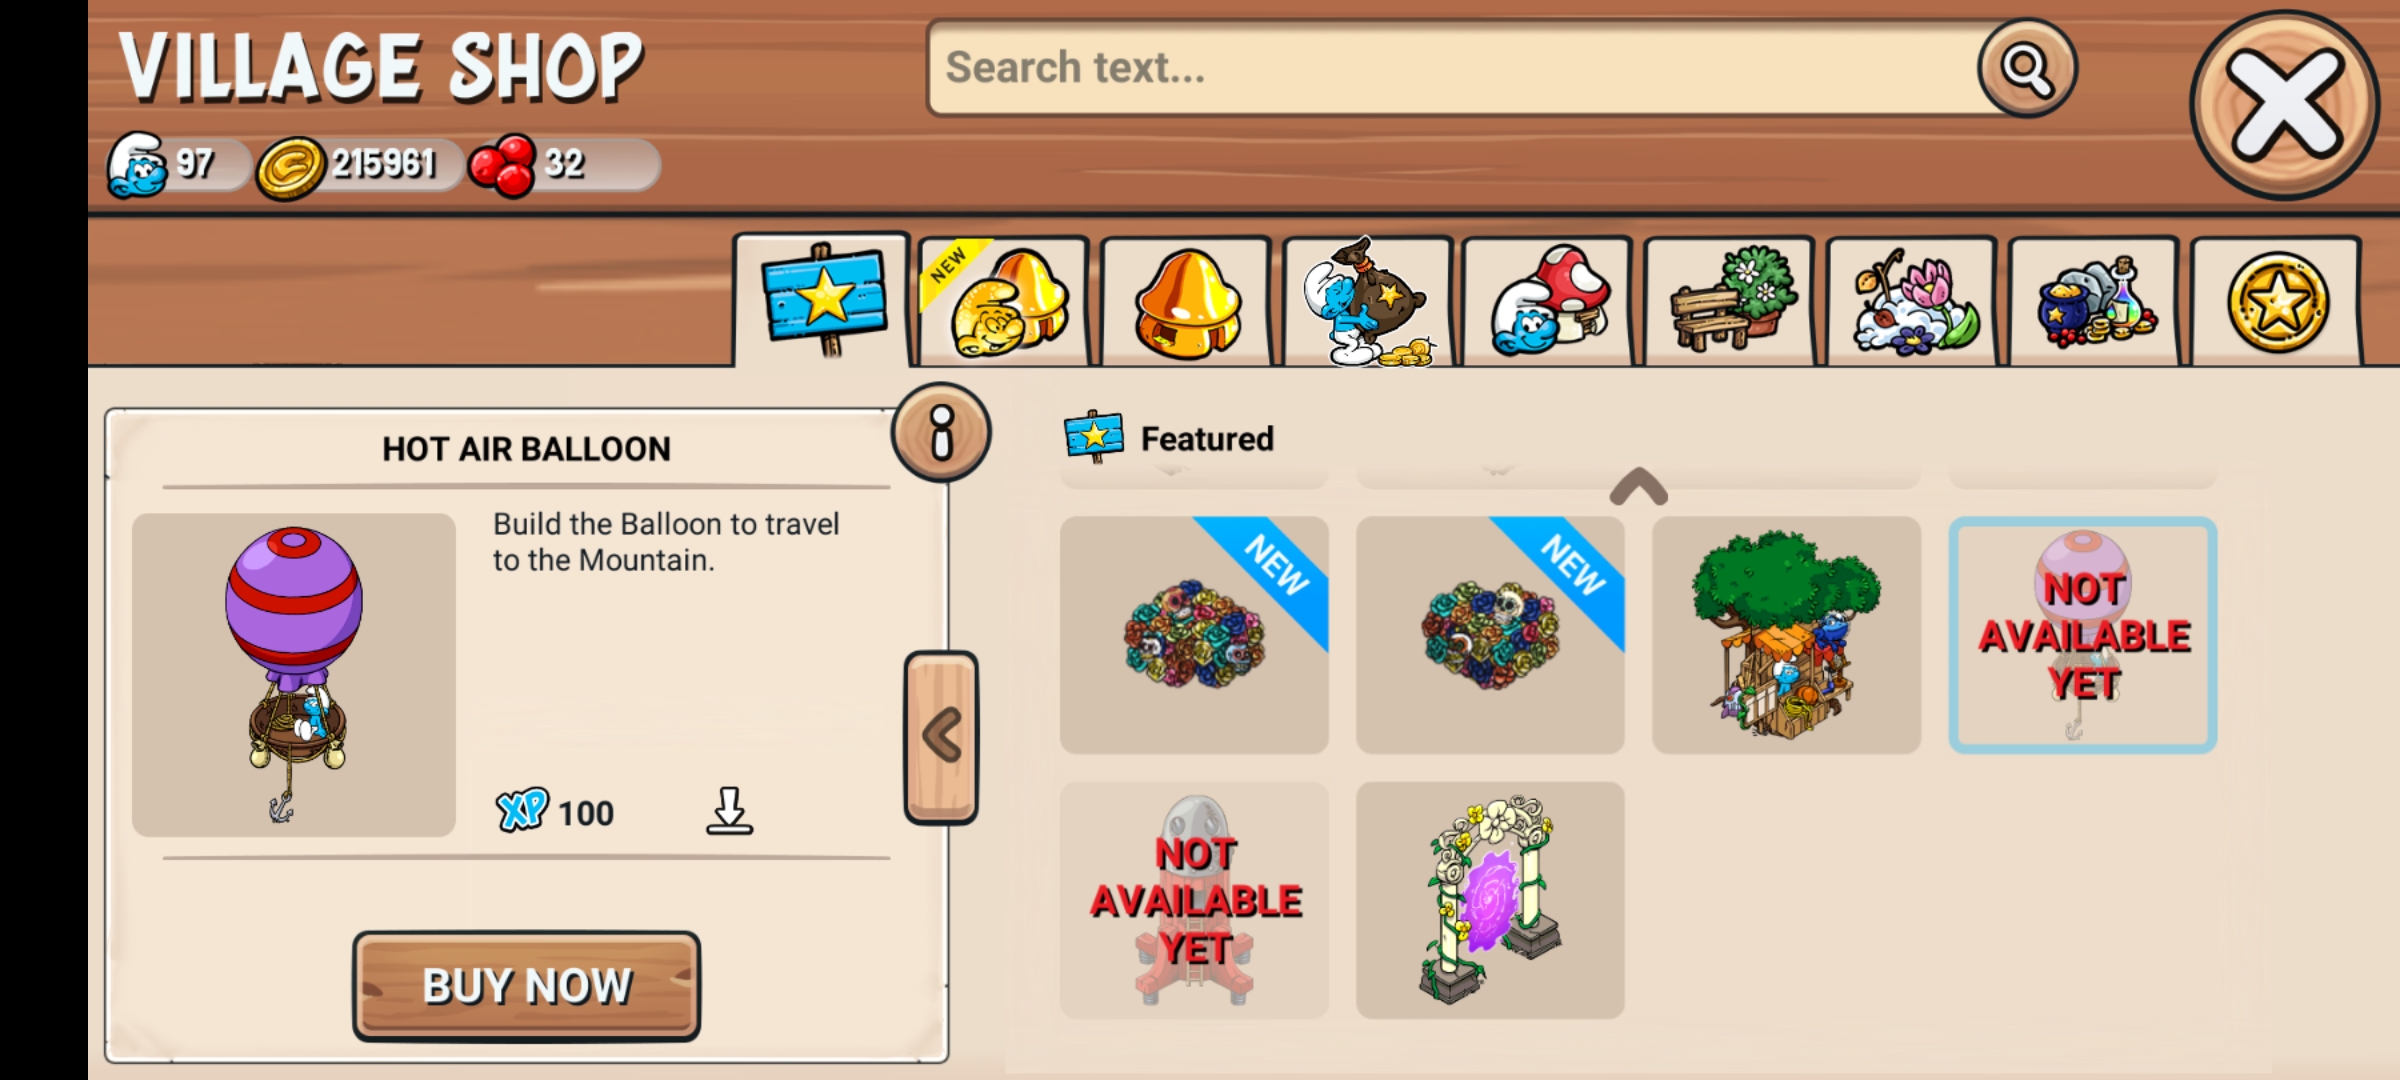 VILLAGE SHOP
Search text...
97
215961
32
NEW
HOT AIR BALLOON
Build the Balloon to travel
to the Mountain.
XP 100
BUY NOW
Featured
NEW
NEW
NOT
AVAILABLE
YET
NOT
AVAILABLE
YET